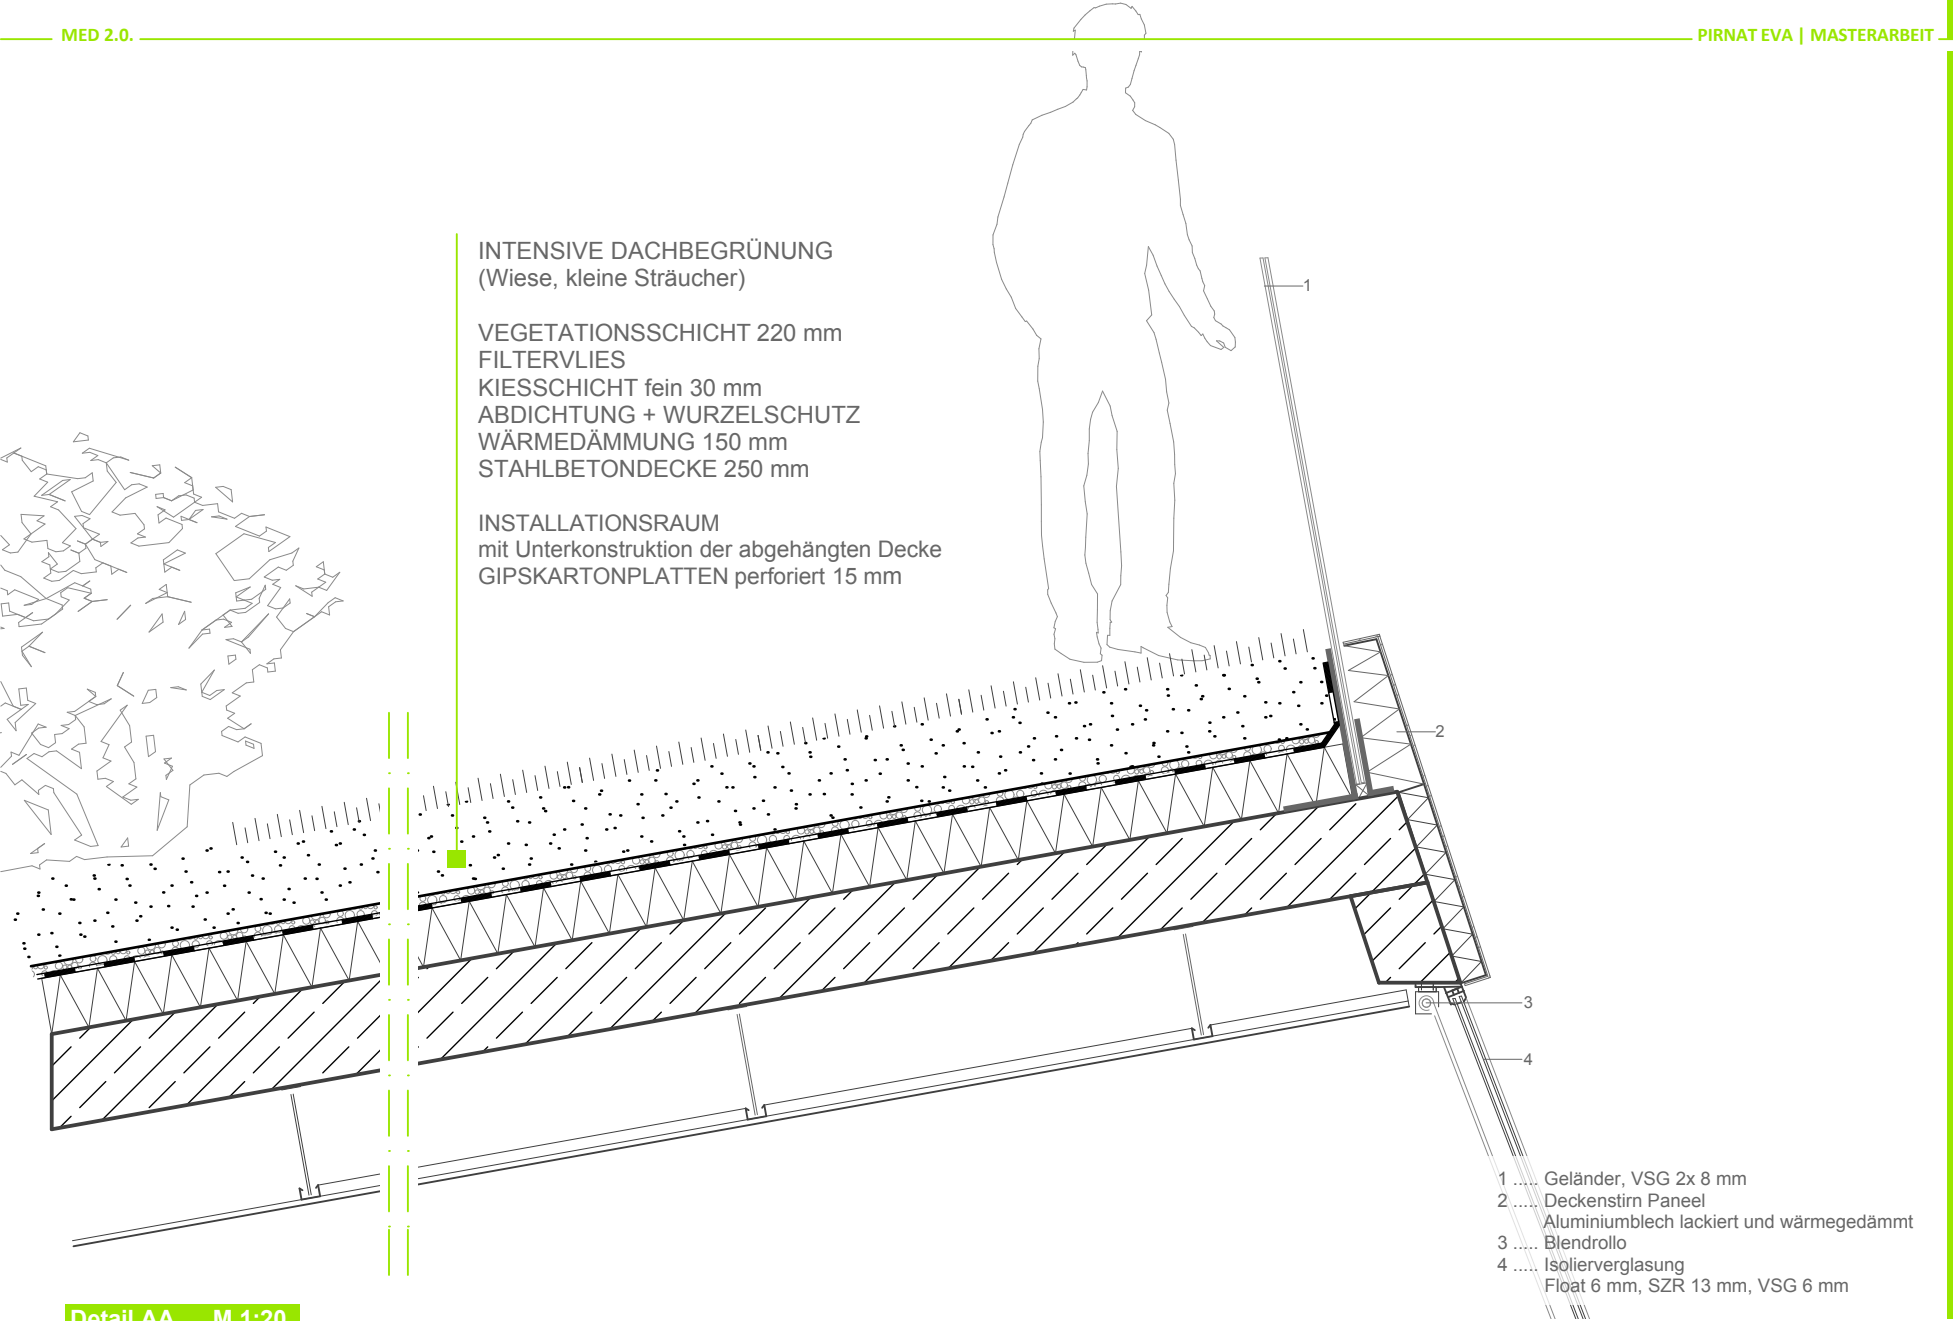 MED 2.0.
PIRNAT EVA | MASTERARBEIT
INTENSIVE DACHBEGRÜNUNG
(Wiese, kleine Sträucher)
VEGETATIONSSCHICHT 220 mm
FILTERVLIES
KIESSCHICHT fein 30 mm
ABDICHTUNG + WURZELSCHUTZ
WÄRMEDÄMMUNG 150 mm
STAHLBETONDECKE 250 mm
INSTALLATIONSRAUM
mit Unterkonstruktion der abgehängten Decke
GIPSKARTONPLATTEN perforiert 15 mm
1
2
3
4
1 ..... Geländer, VSG 2x 8 mm
2 ..... Deckenstirn Paneel
Aluminiumblech lackiert und wärmegedämmt
3 ..... Blendrollo
4 ..... Isolierverglasung
Float 6 mm, SZR 13 mm, VSG 6 mm
Detail AA M 1:20